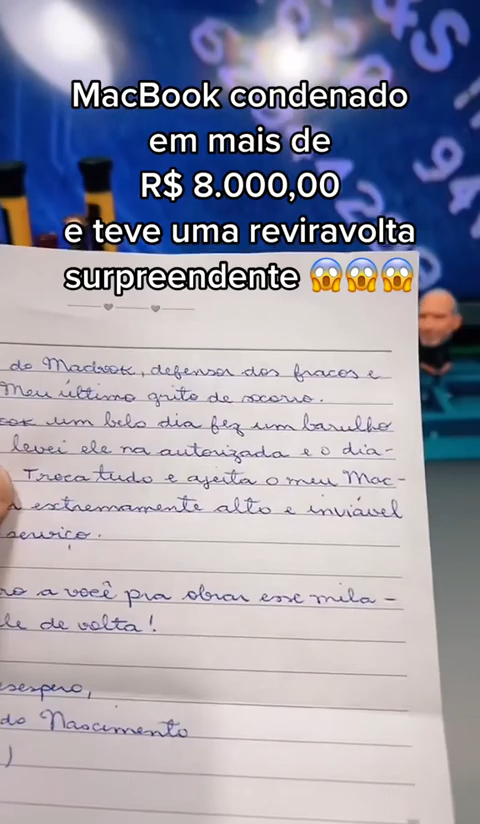 MacBook condenado
em mais de
R$ 8.000,00
e teve uma reviravolta
surpreendente 😱😱😱
do Macbook, defensor dos fracos e
Meu último grito de socorro.
um belo dia fez um barulho
levei ele na autorizada e o dia-
Troca tudo e ajeita o meu Mac-
extremamente alto e inviável
serviço.
a você pra obrar esse mila-
de volta!
do Nascimento
)